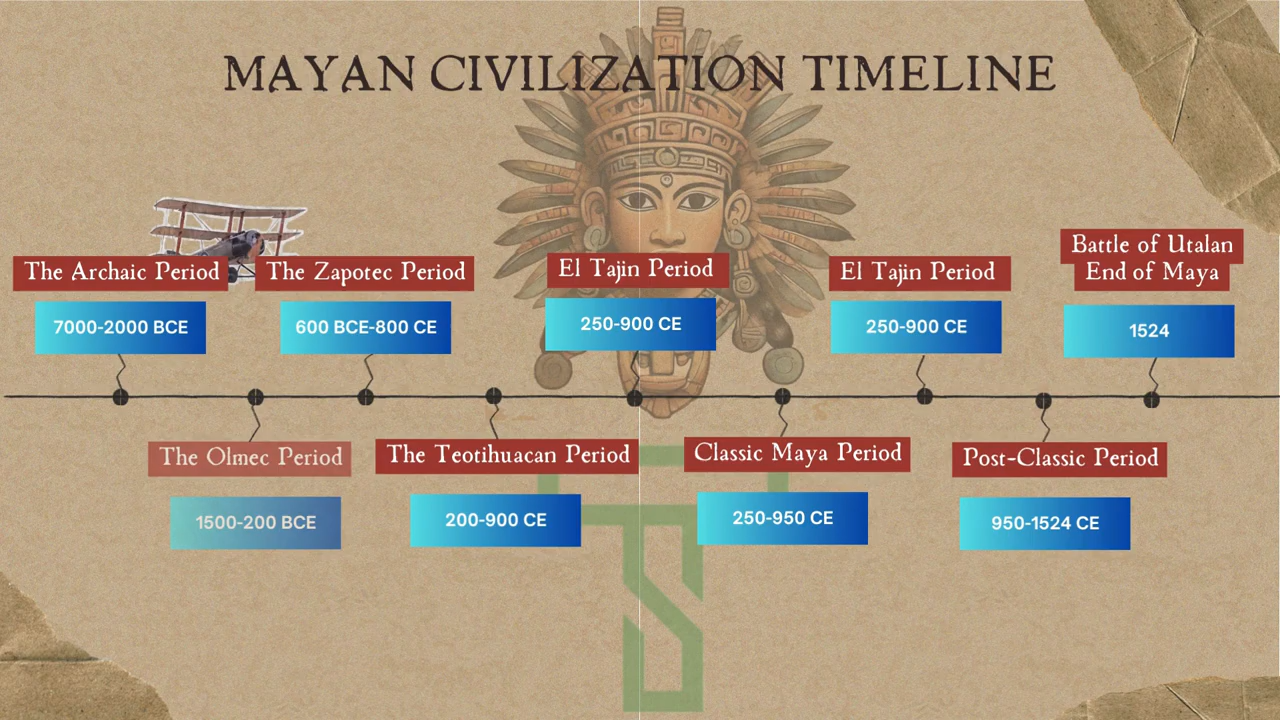 MAYAN CIVILIZATION TIMELINE
The Archaic Period
7000-2000 BCE
The Olmec Period
1500-200 BCE
The Zapotec Period
600 BCE-800 CE
The Teotihuacan Period
200-900 CE
El Tajin Period
250-900 CE
Classic Maya Period
250-950 CE
El Tajin Period
250-900 CE
Post-Classic Period
950-1524 CE
Battle of Utalan
End of Maya
1524